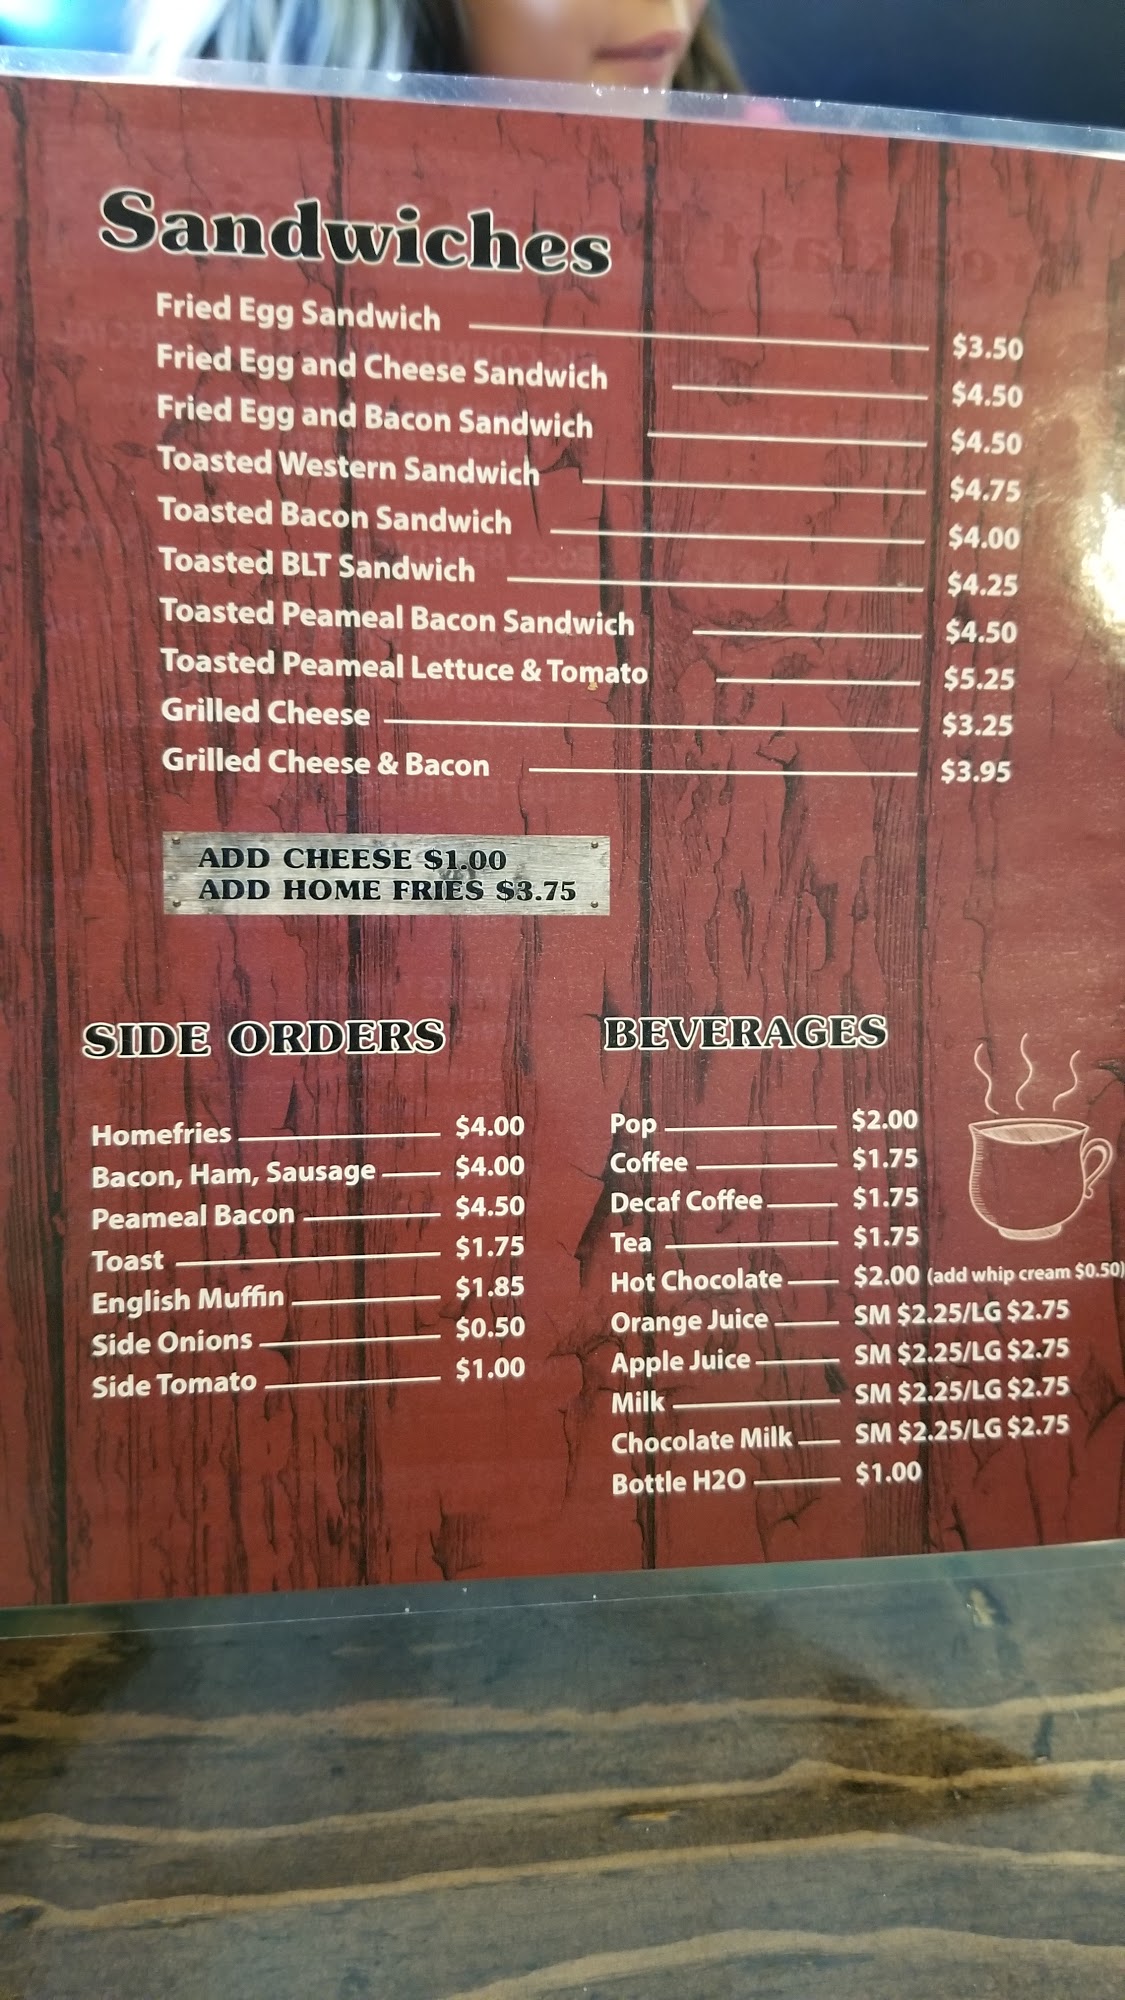 Sandwiches
Fried Egg Sandwich $3.50
Fried Egg and Cheese Sandwich $4.50
Fried Egg and Bacon Sandwich $4.50
Toasted Western Sandwich $4.75
Toasted Bacon Sandwich $4.00
Toasted BLT Sandwich $4.25
Toasted Peameal Bacon Sandwich $4.50
Toasted Peameal Lettuce & Tomato $5.25
Grilled Cheese $3.25
Grilled Cheese & Bacon $3.95
ADD CHEESE $1.00
ADD HOME FRIES $3.75
SIDE ORDERS
Homefries $4.00
Bacon, Ham, Sausage $4.00
Peameal Bacon $4.50
Toast $1.75
English Muffin $1.85
Side Onions $0.50
Side Tomato $1.00
BEVERAGES
Pop $2.00
Coffee $1.75
Decaf Coffee $1.75
Tea $1.75
Hot Chocolate $2.00 (add whip cream $0.50)
Orange Juice SM $2.25/LG $2.75
Apple Juice SM $2.25/LG $2.75
Milk SM $2.25/LG $2.75
Chocolate Milk SM $2.25/LG $2.75
Bottle H2O $1.00